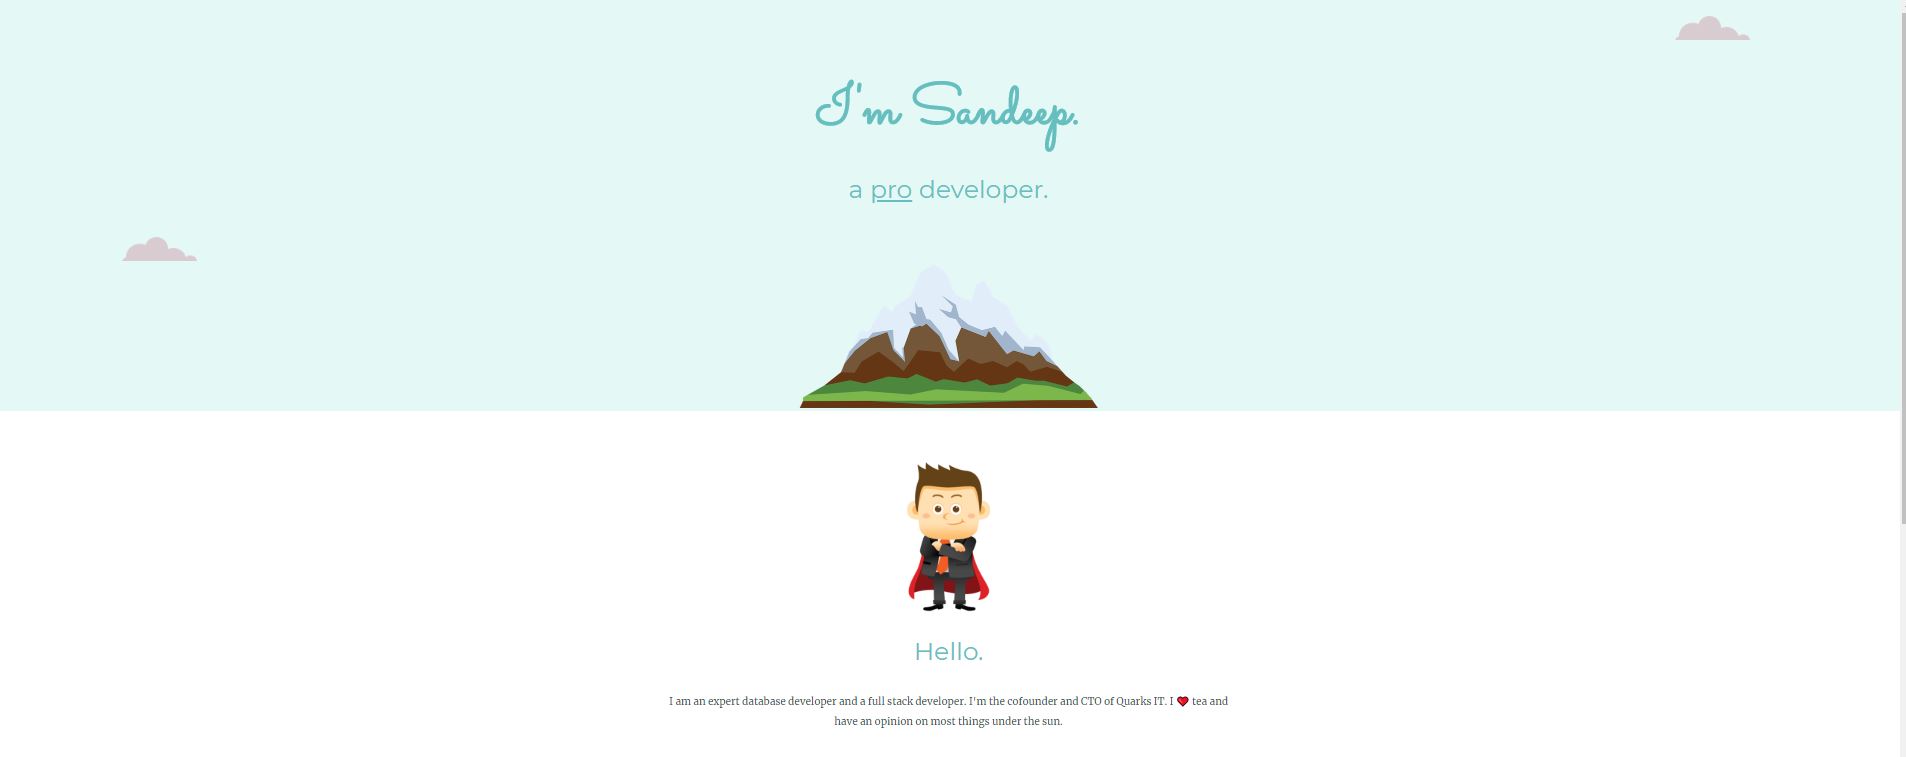 I'm Sandeep.
a pro developer.
Hello.
I am an expert database developer and a full stack developer. I'm the cofounder and CTO of Quarks IT. I ❤ tea and
have an opinion on most things under the sun.